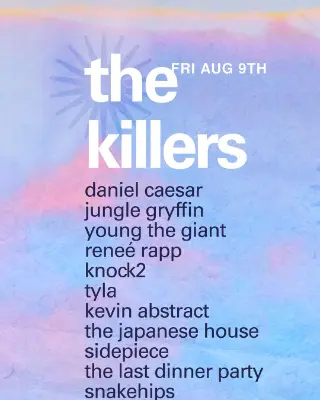 FRI AUG 9TH
the
killers
daniel caesar
jungle gryffin
young the giant
reneé rapp
knock2
tyla
kevin abstract
the japanese house
sidepiece
the last dinner party
snakehips